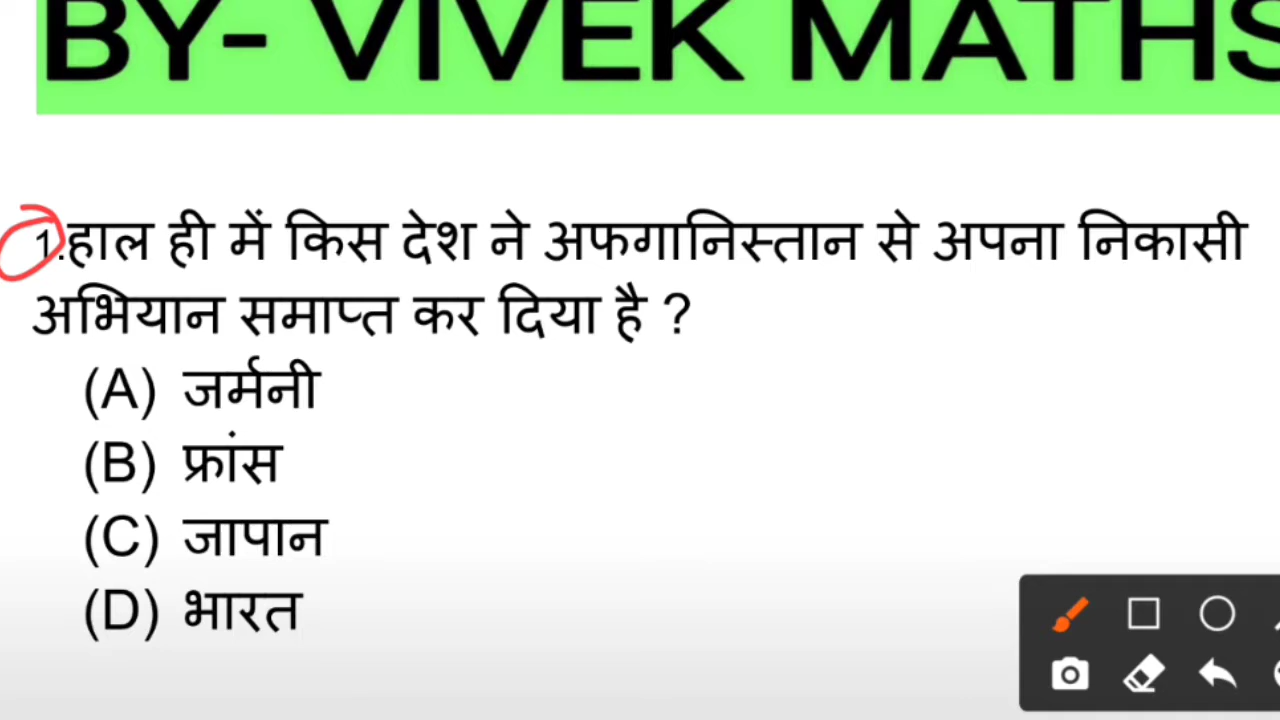 BY- VIVEK MATHS
1.हाल ही में किस देश ने अफगानिस्तान से अपना निकासी
अभियान समाप्त कर दिया है ?
(A) जर्मनी
(B) फ्रांस
(C) जापान
(D) भारत